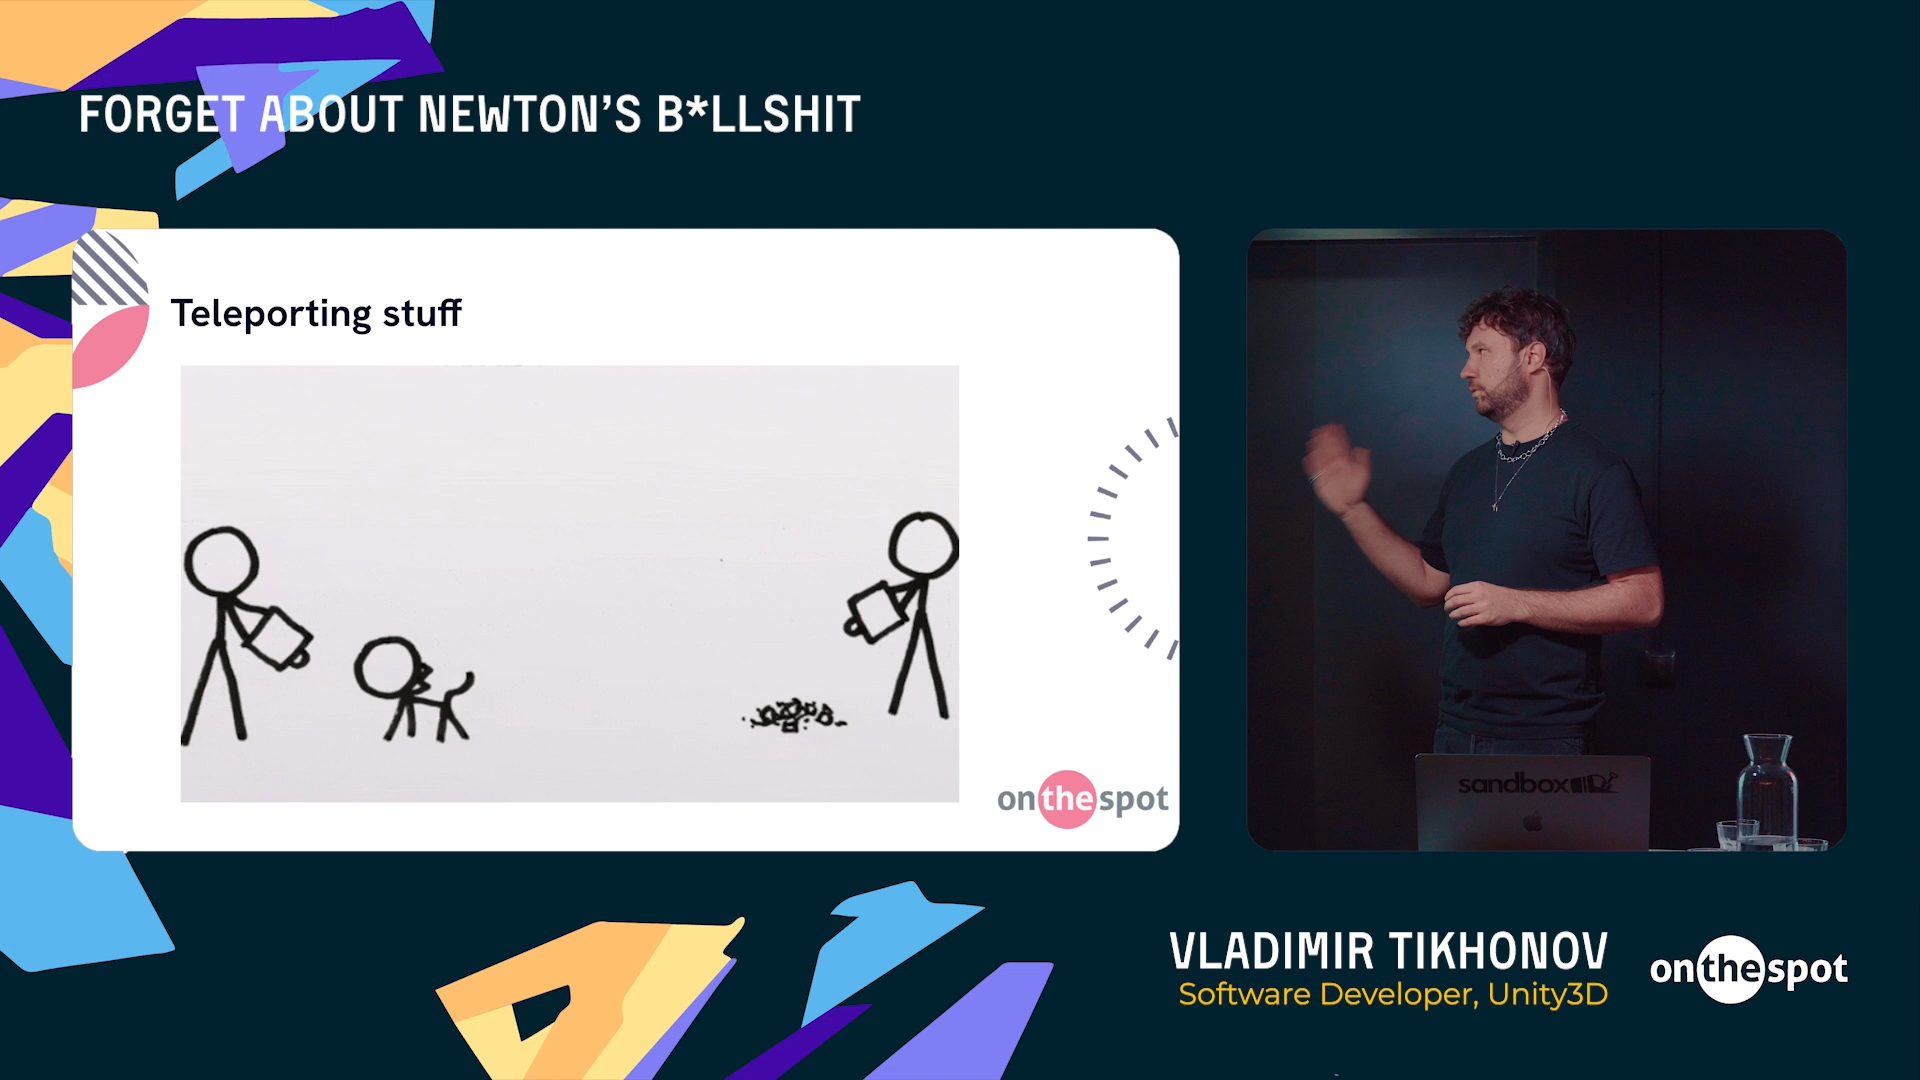 FORGET ABOUT NEWTON'S B*LLSHIT
Teleporting stuff
onthespot
sandbox
VLADIMIR TIKHONOV
Software Developer, Unity3D
onthespot